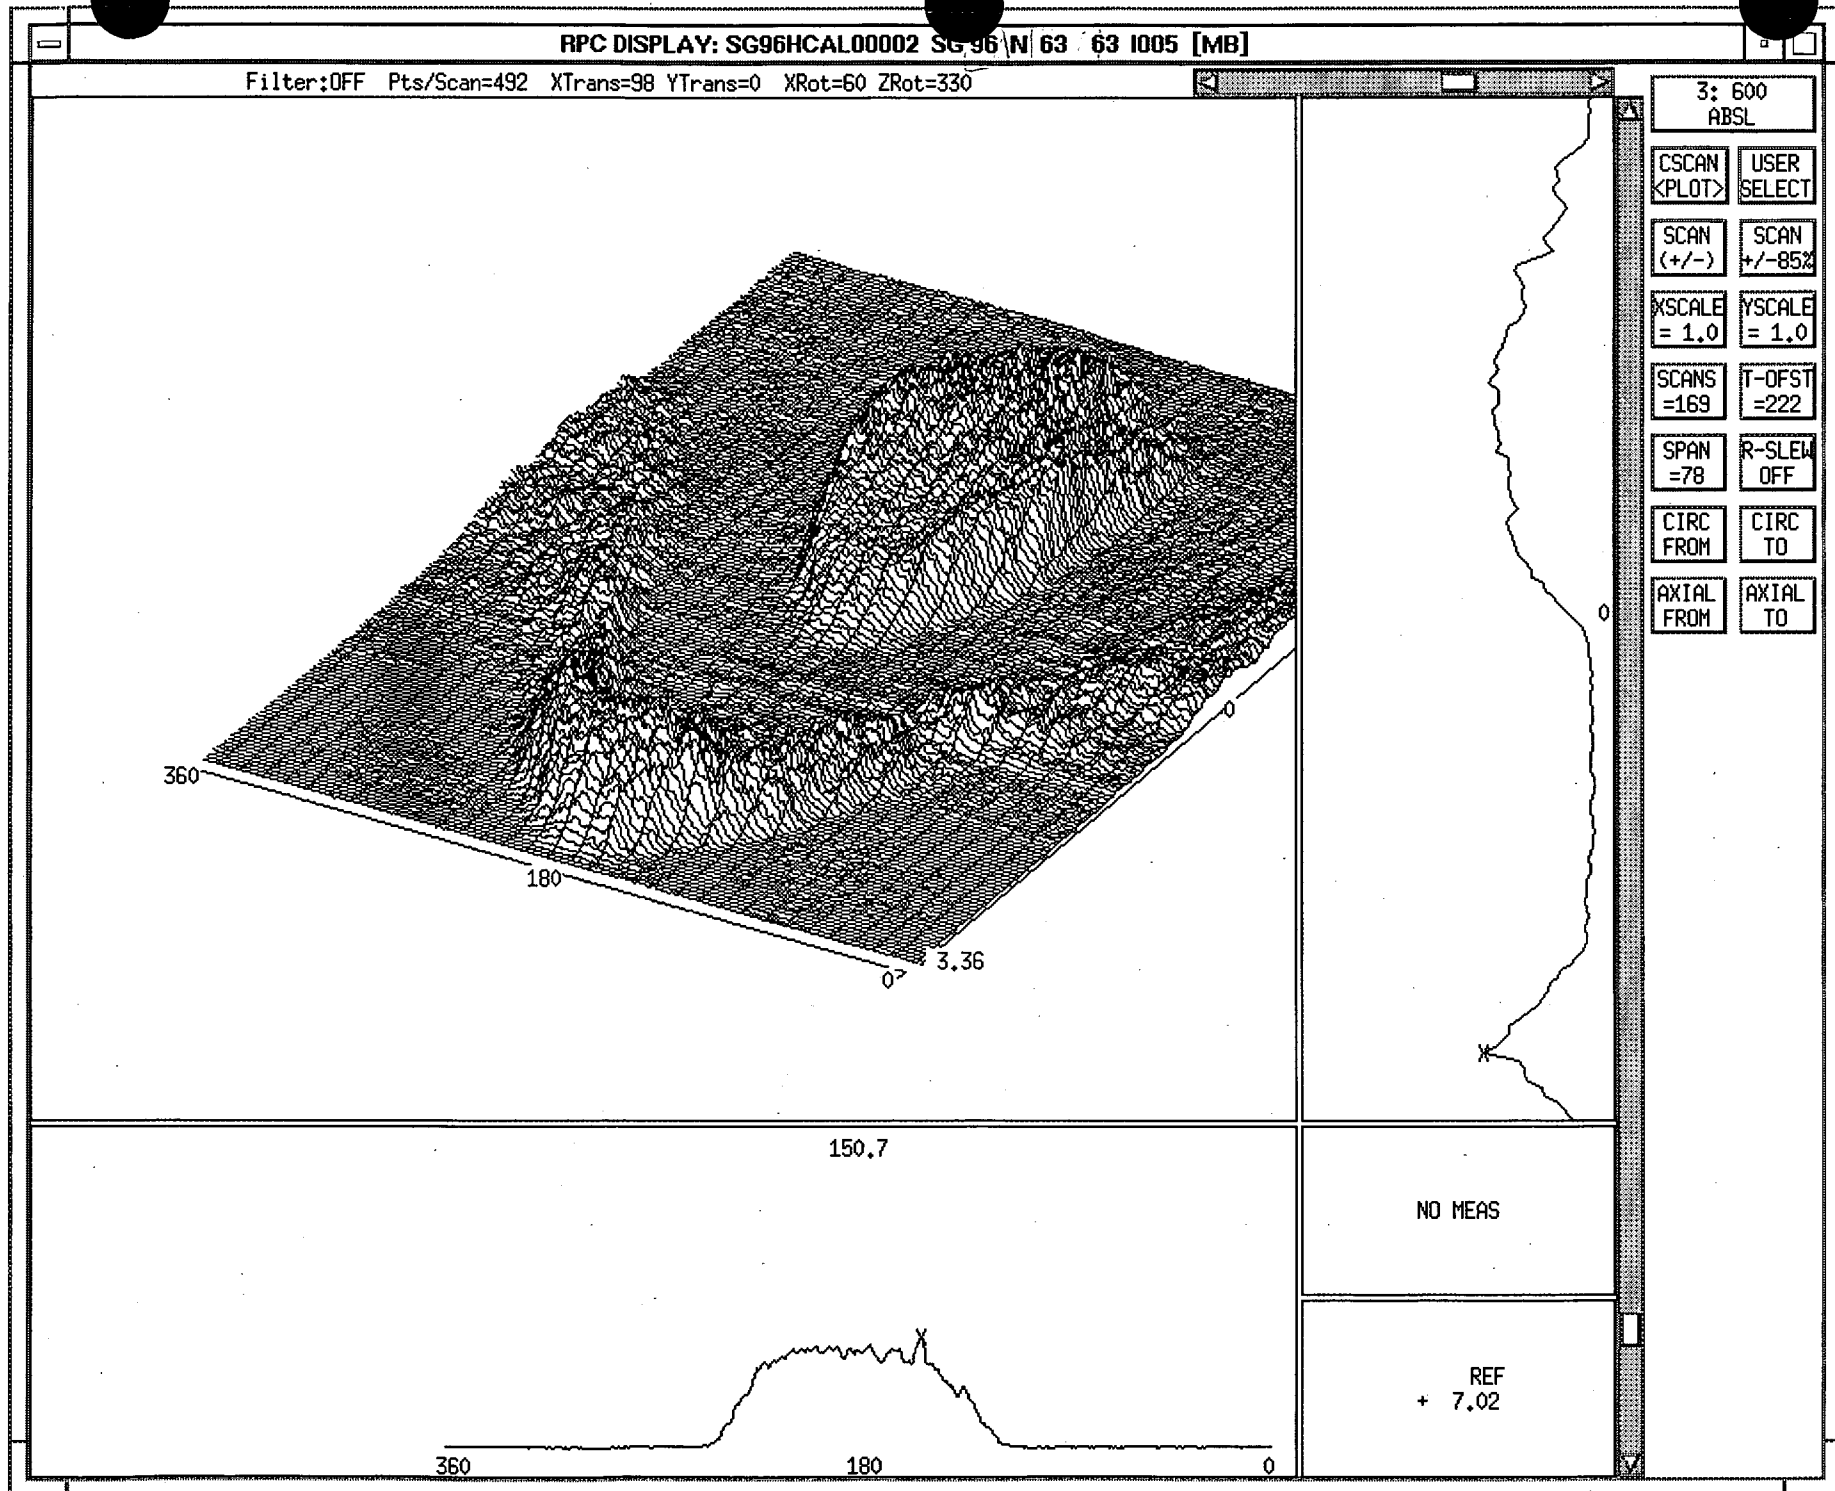 RPC DISPLAY: SG96HCAL00002 SG 96 N 63 63 I005 [MB]
Filter:OFF Pts/Scan=492 XTrans=98 YTrans=0 XRot=60 ZRot=330
3: 600
ABSL
CSCAN
<PLOT>
USER
SELECT
SCAN
(+/-)
SCAN
+/-85%
XSCALE
= 1.0
YSCALE
= 1.0
SCANS
=169
T-OFST
=222
SPAN
=78
R-SLEW
OFF
CIRC
FROM
CIRC
TO
AXIAL
FROM
AXIAL
TO
0
0
360
180
0
3.36
150.7
NO MEAS
REF
+ 7.02
360
180
0